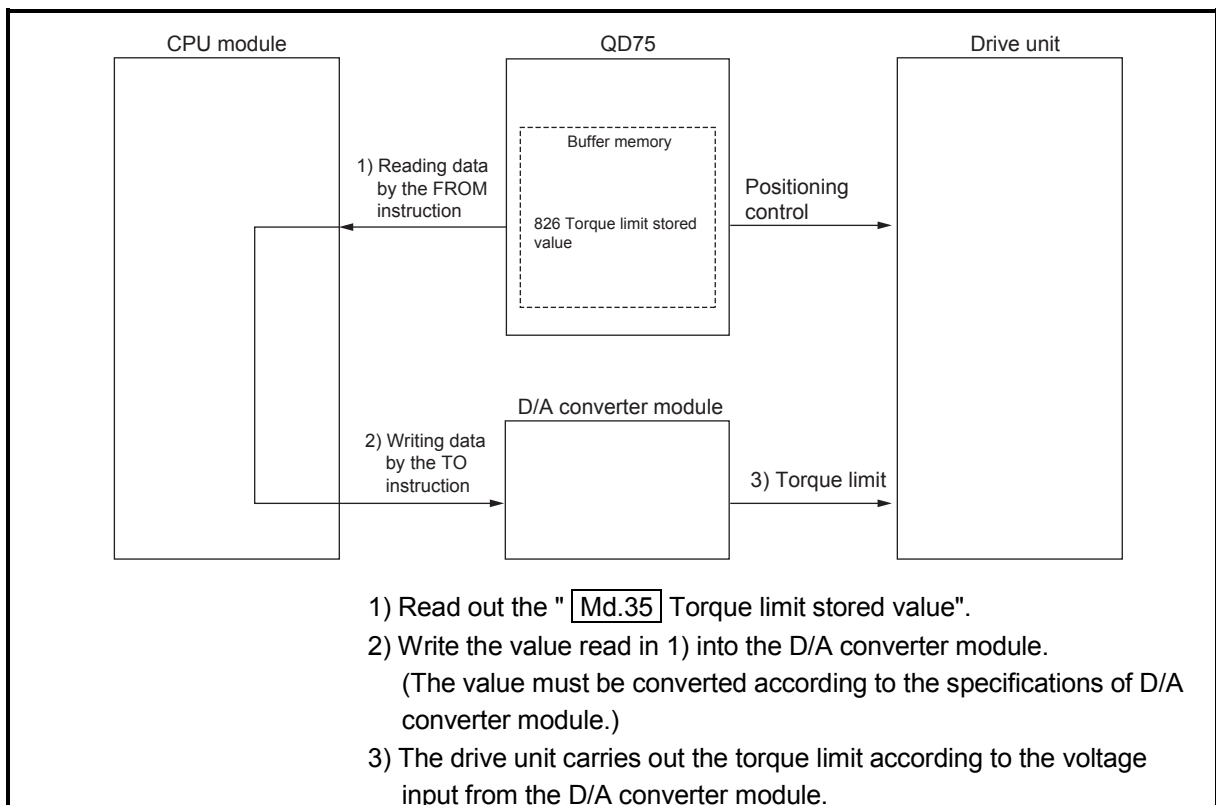 CPU module
QD75
Drive unit
Buffer memory
1) Reading data
by the FROM
instruction
826 Torque limit stored
value
Positioning
control
D/A converter module
2) Writing data
by the TO
instruction
3) Torque limit
1) Read out the " Md.35 Torque limit stored value".
2) Write the value read in 1) into the D/A converter module.
(The value must be converted according to the specifications of D/A
converter module.)
3) The drive unit carries out the torque limit according to the voltage
input from the D/A converter module.